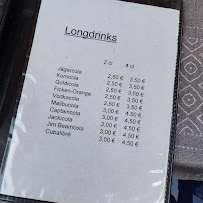 Longdrinks
2 cl 4 cl
Jägercola 2,50 € 3,50 €
Korncola 2,50 € 3,50 €
Goldcola 2,50 € 3,50 €
Ficken-Orange 2,50 € 3,50 €
Vodkacola 2,50 € 3,50 €
Malibucola 2,50 € 3,50 €
Captaincola 3,00 € 4,50 €
Jackcola 3,00 € 4,50 €
Jim Beamcola 3,00 € 4,50 €
Cubalibre 3,00 € 4,50 €